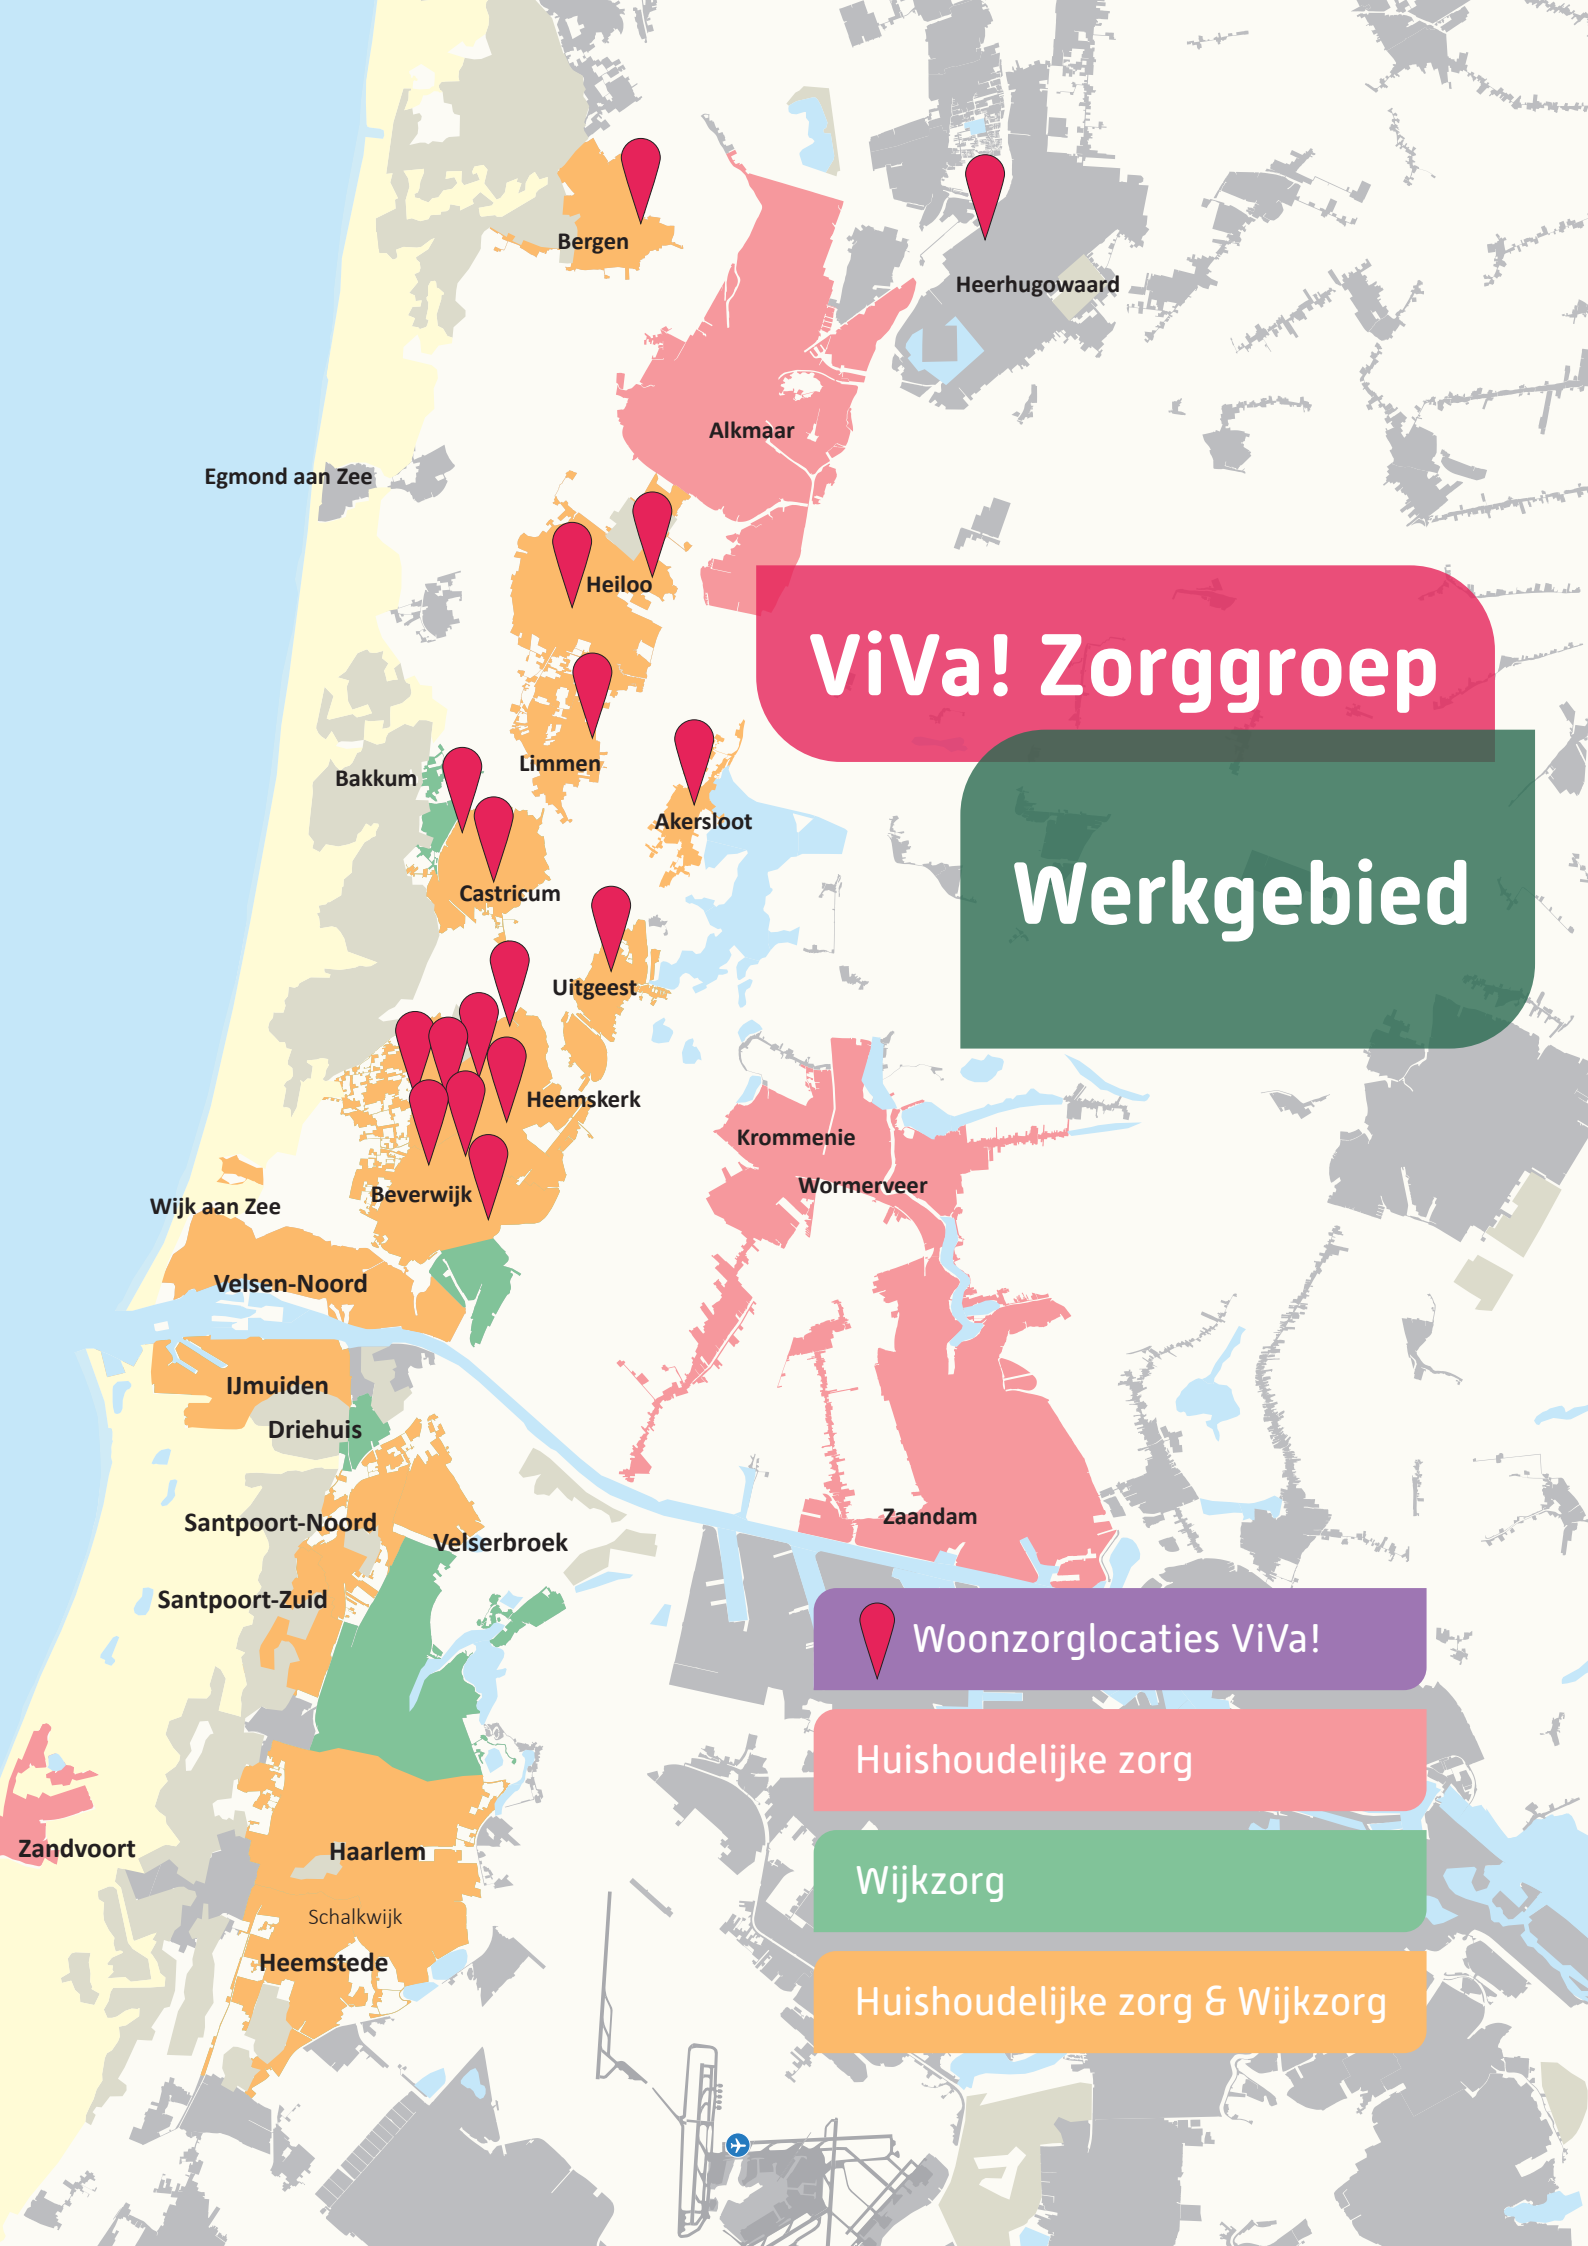 Bergen
Heerhugowaard
Alkmaar
Egmond aan Zee
Heiloo
ViVa! Zorggroep
Limmen
Bakkum
Akersloot
Castricum
Werkgebied
Uitgeest
Heemskerk
Krommenie
Wormerveer
Beverwijk
Wijk aan Zee
Velsen-Noord
IJmuiden
Driehuis
Zaandam
Santpoort-Noord
Velserbroek
Santpoort-Zuid
Woonzorglocaties ViVa!
Huishoudelijke zorg
Zandvoort
Haarlem
Wijkzorg
Schalkwijk
Heemstede
Huishoudelijke zorg & Wijkzorg